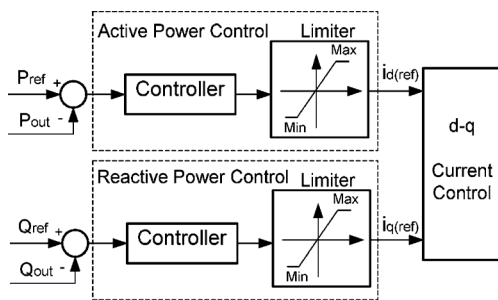 Active Power Control
Limiter
Max
Min
Controller
Pref
+
Pout
-
id(ref)
d-q
Current
Control
Reactive Power Control
Limiter
Max
Min
Controller
Qref
+
Qout
-
iq(ref)